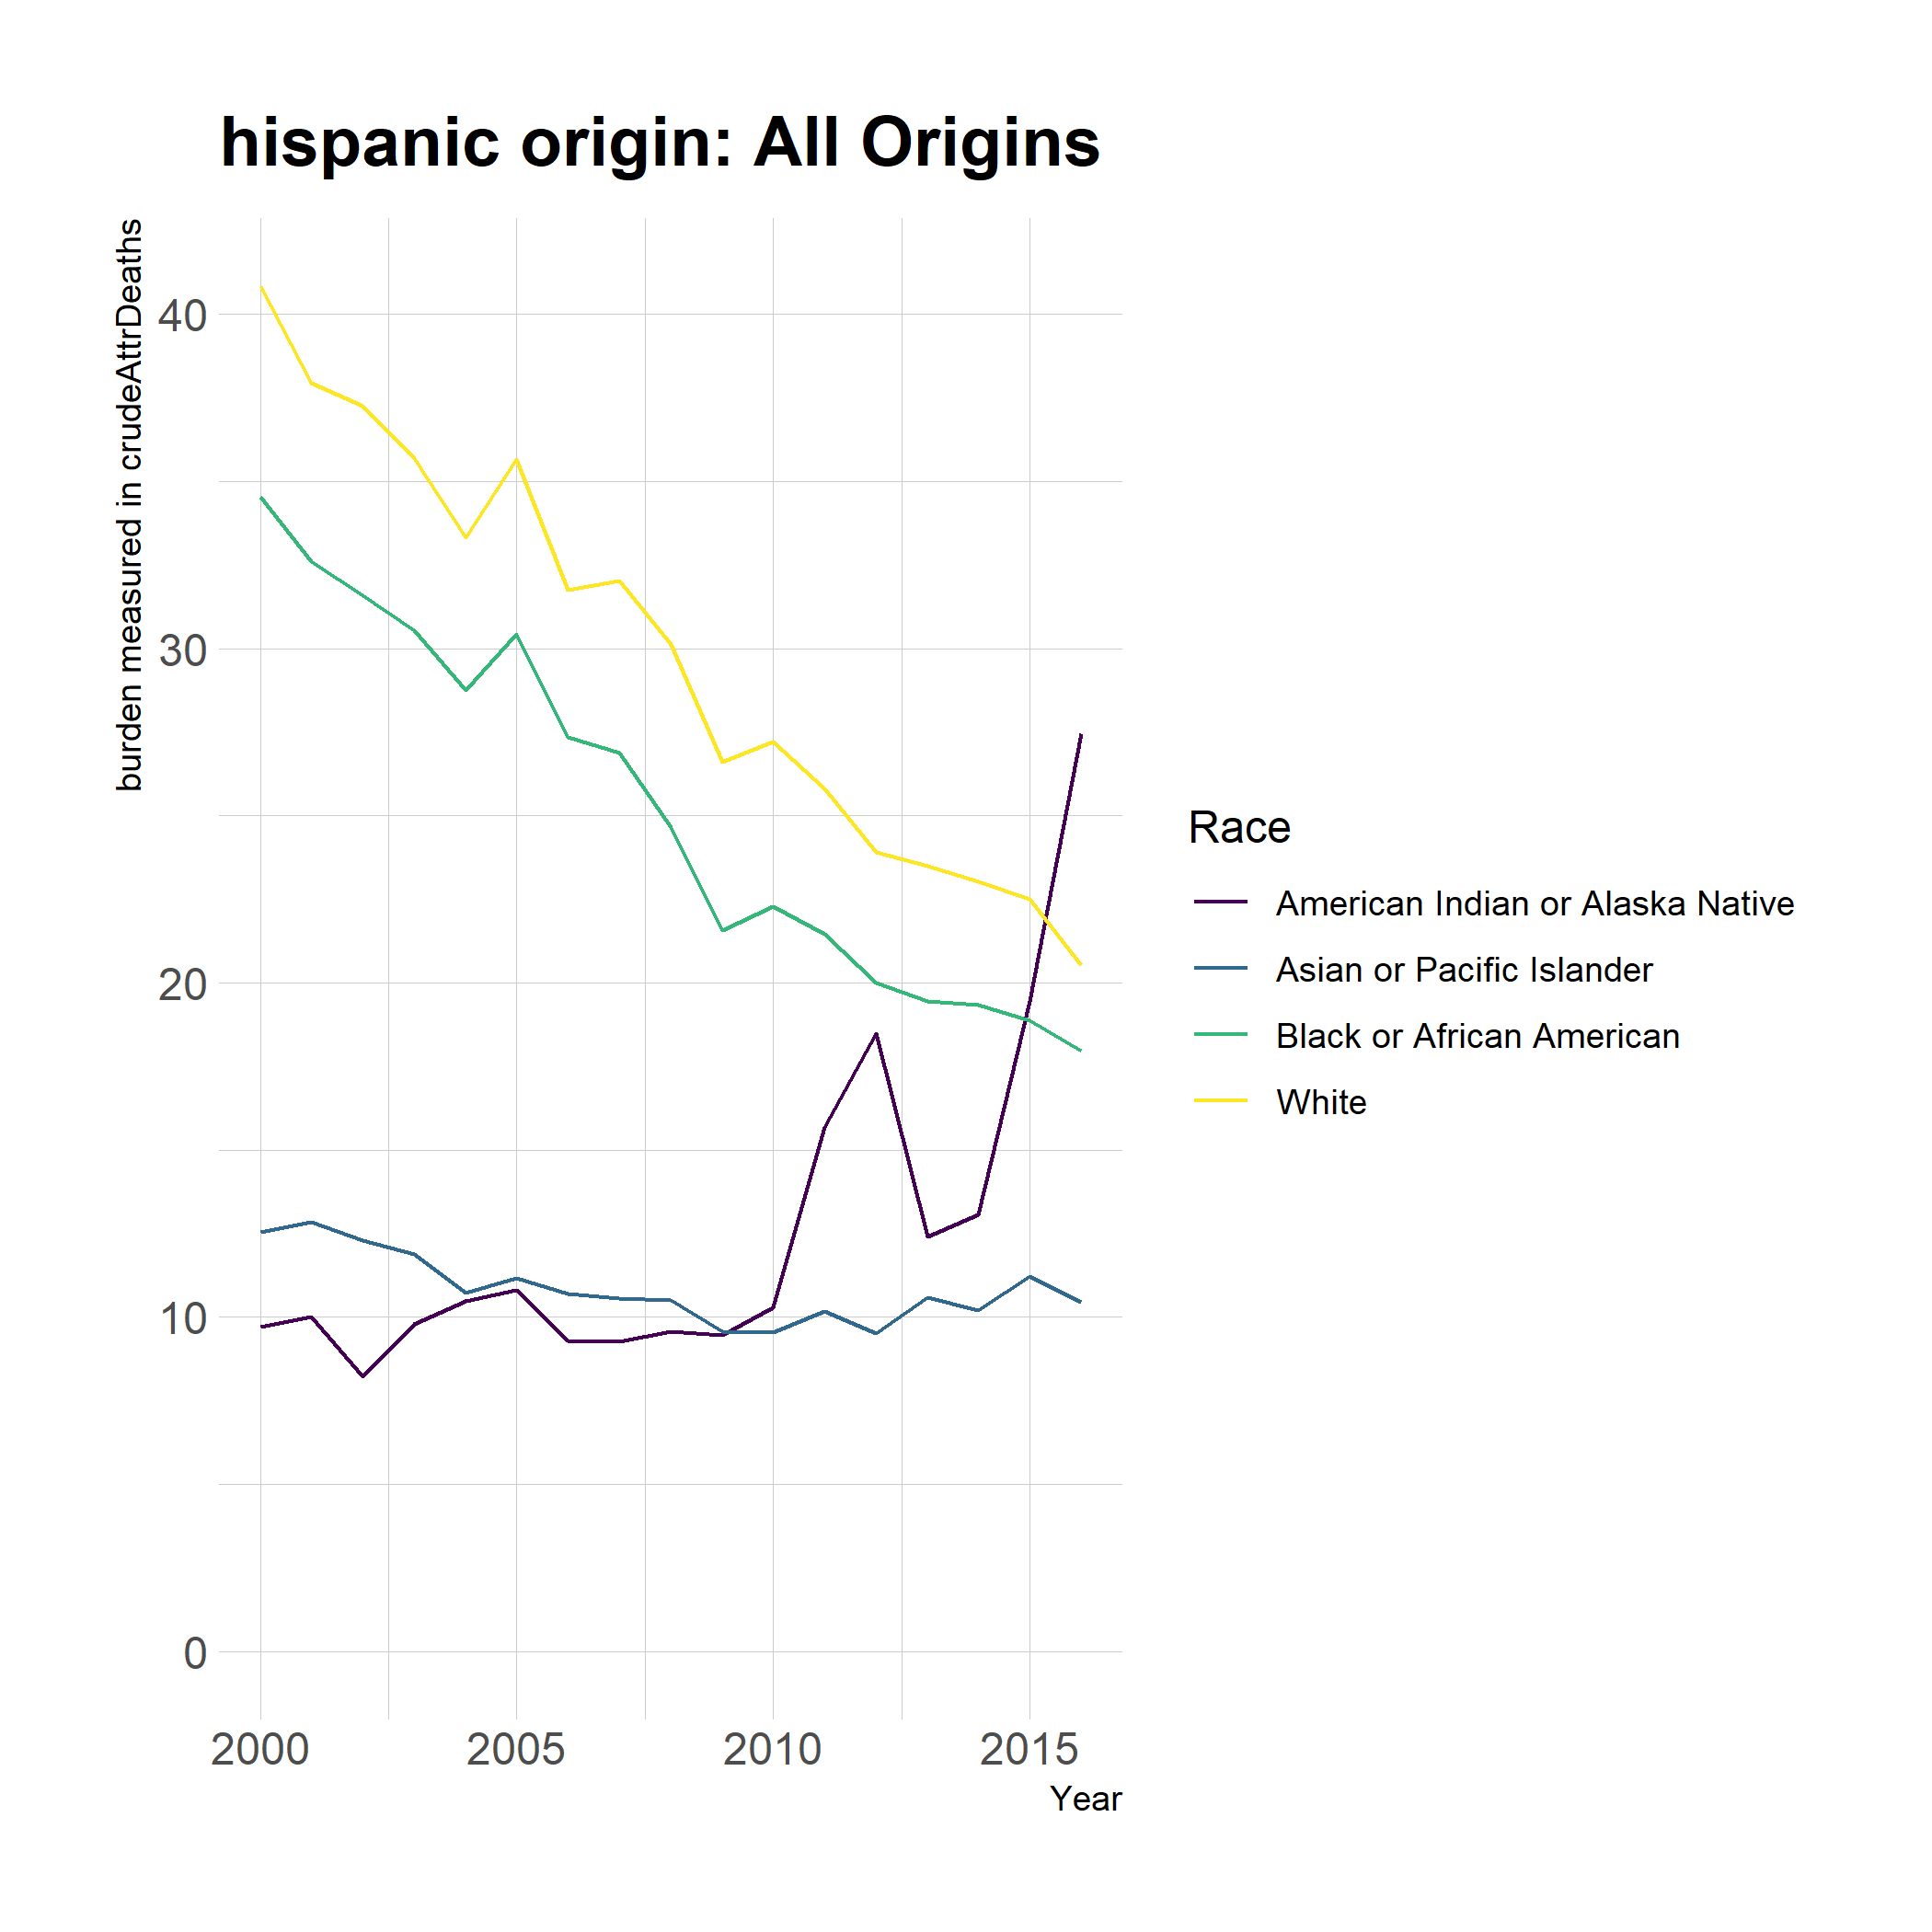 hispanic origin: All Origins
burden measured in crudeAttrDeaths
40
30
20
10
0
2000 2005 2010 2015
Year
Race
American Indian or Alaska Native
Asian or Pacific Islander
Black or African American
White